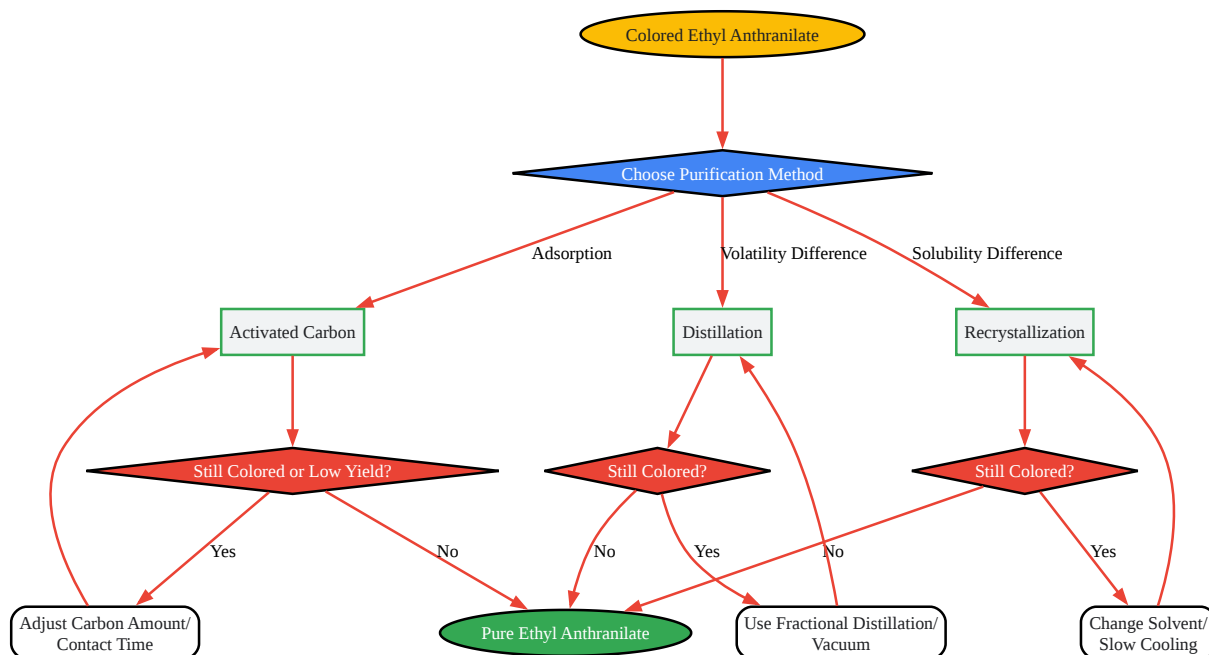 Colored Ethyl Anthranilate
Choose Purification Method
Adsorption
Volatility Difference
Solubility Difference
Activated Carbon
Distillation
Recrystallization
Still Colored or Low Yield?
Still Colored?
Still Colored?
Yes
No
No
Yes
No
Yes
Adjust Carbon Amount/
Contact Time
Pure Ethyl Anthranilate
Use Fractional Distillation/
Vacuum
Change Solvent/
Slow Cooling